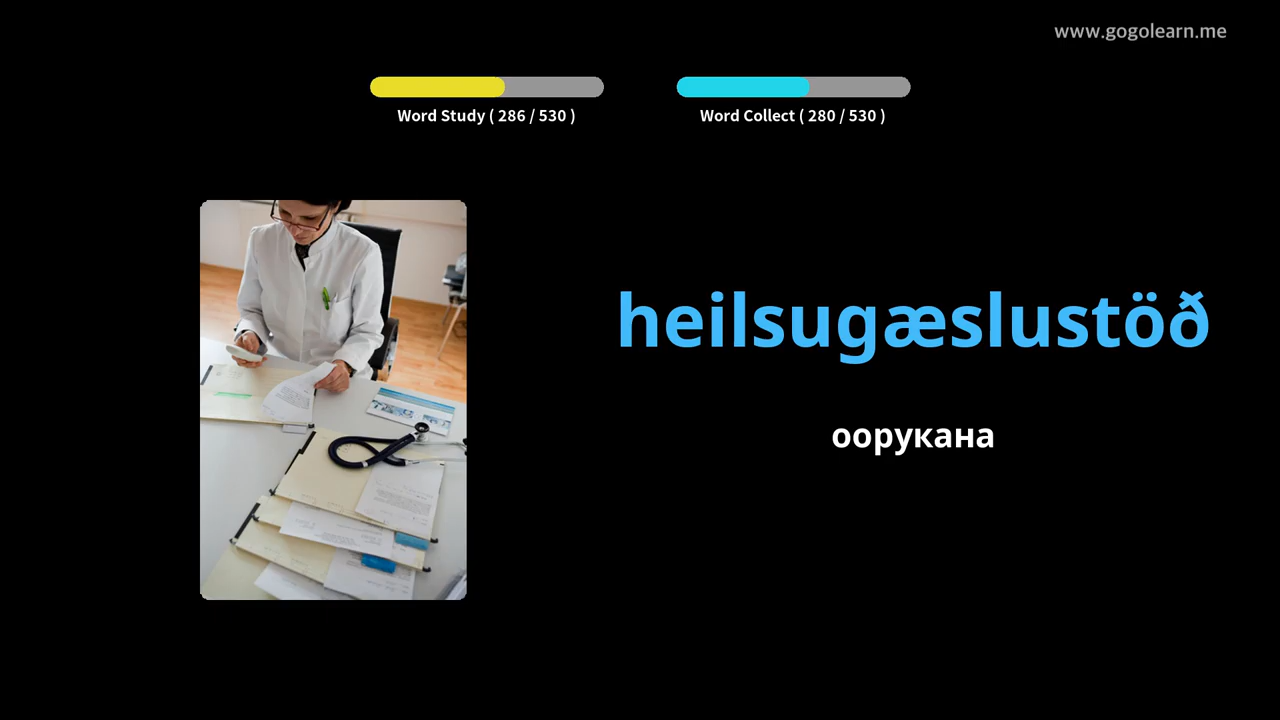 www.gogolearn.me
Word Study ( 286 / 530 )
Word Collect ( 280 / 530 )
heilsugæslustöð
оорукана